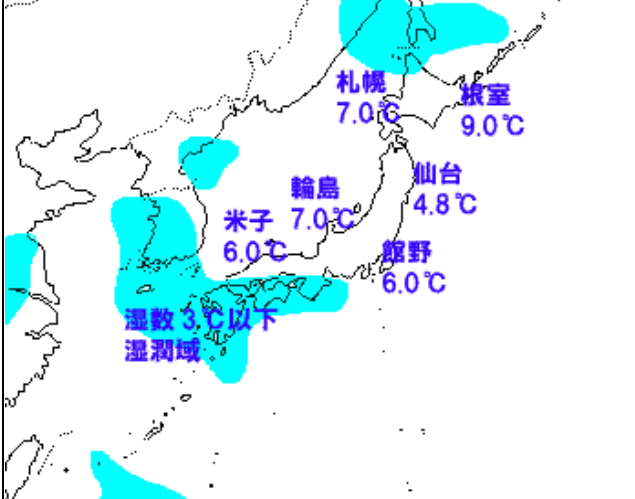 札幌
7.0℃
根室
9.0℃
仙台
4.8℃
輪島
7.0℃
米子
6.0℃
館野
6.0℃
湿数3℃以下
湿潤域